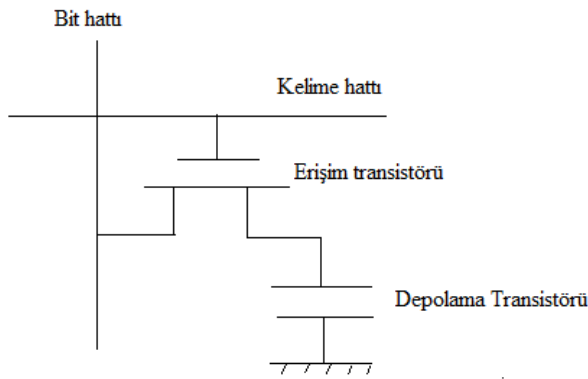 Bit hattı
Kelime hattı
Erişim transistörü
Depolama Transistörü